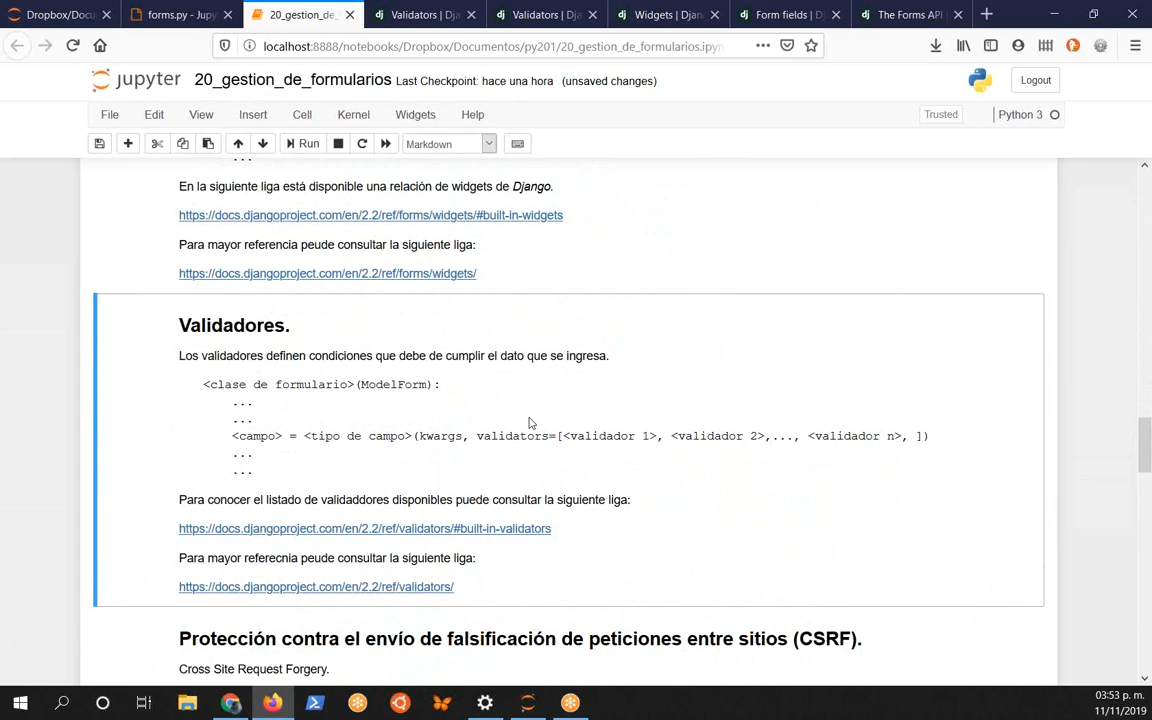 Dropbox/Docu
forms.py - Jupy
20_gestion_de_
Validators | Dja
Validators | Dja
Widgets | Djan
Form fields | D
The Forms API
localhost:8888/notebooks/Dropbox/Documentos/py201/20_gestion_de_formularios.ipyn
jupyter 20_gestion_de_formularios Last Checkpoint: hace una hora (unsaved changes)
Logout
File Edit View Insert Cell Kernel Widgets Help
Trusted
Python 3
Run
Markdown
...
En la siguiente liga está disponible una relación de widgets de Django.
https://docs.djangoproject.com/en/2.2/ref/forms/widgets/#built-in-widgets
Para mayor referencia peude consultar la siguiente liga:
https://docs.djangoproject.com/en/2.2/ref/forms/widgets/
Validadores.
Los validadores definen condiciones que debe de cumplir el dato que se ingresa.
<clase de formulario>(ModelForm):
...
...
<campo> = <tipo de campo>(kwargs, validators=[<validador 1>, <validador 2>,..., <validador n>, ])
...
...
Para conocer el listado de validaddores disponibles puede consultar la siguiente liga:
https://docs.djangoproject.com/en/2.2/ref/validators/#built-in-validators
Para mayor referecnia peude consultar la siguiente liga:
https://docs.djangoproject.com/en/2.2/ref/validators/
Protección contra el envío de falsificación de peticiones entre sitios (CSRF).
Cross Site Request Forgery.
03:53 p. m.
11/11/2019